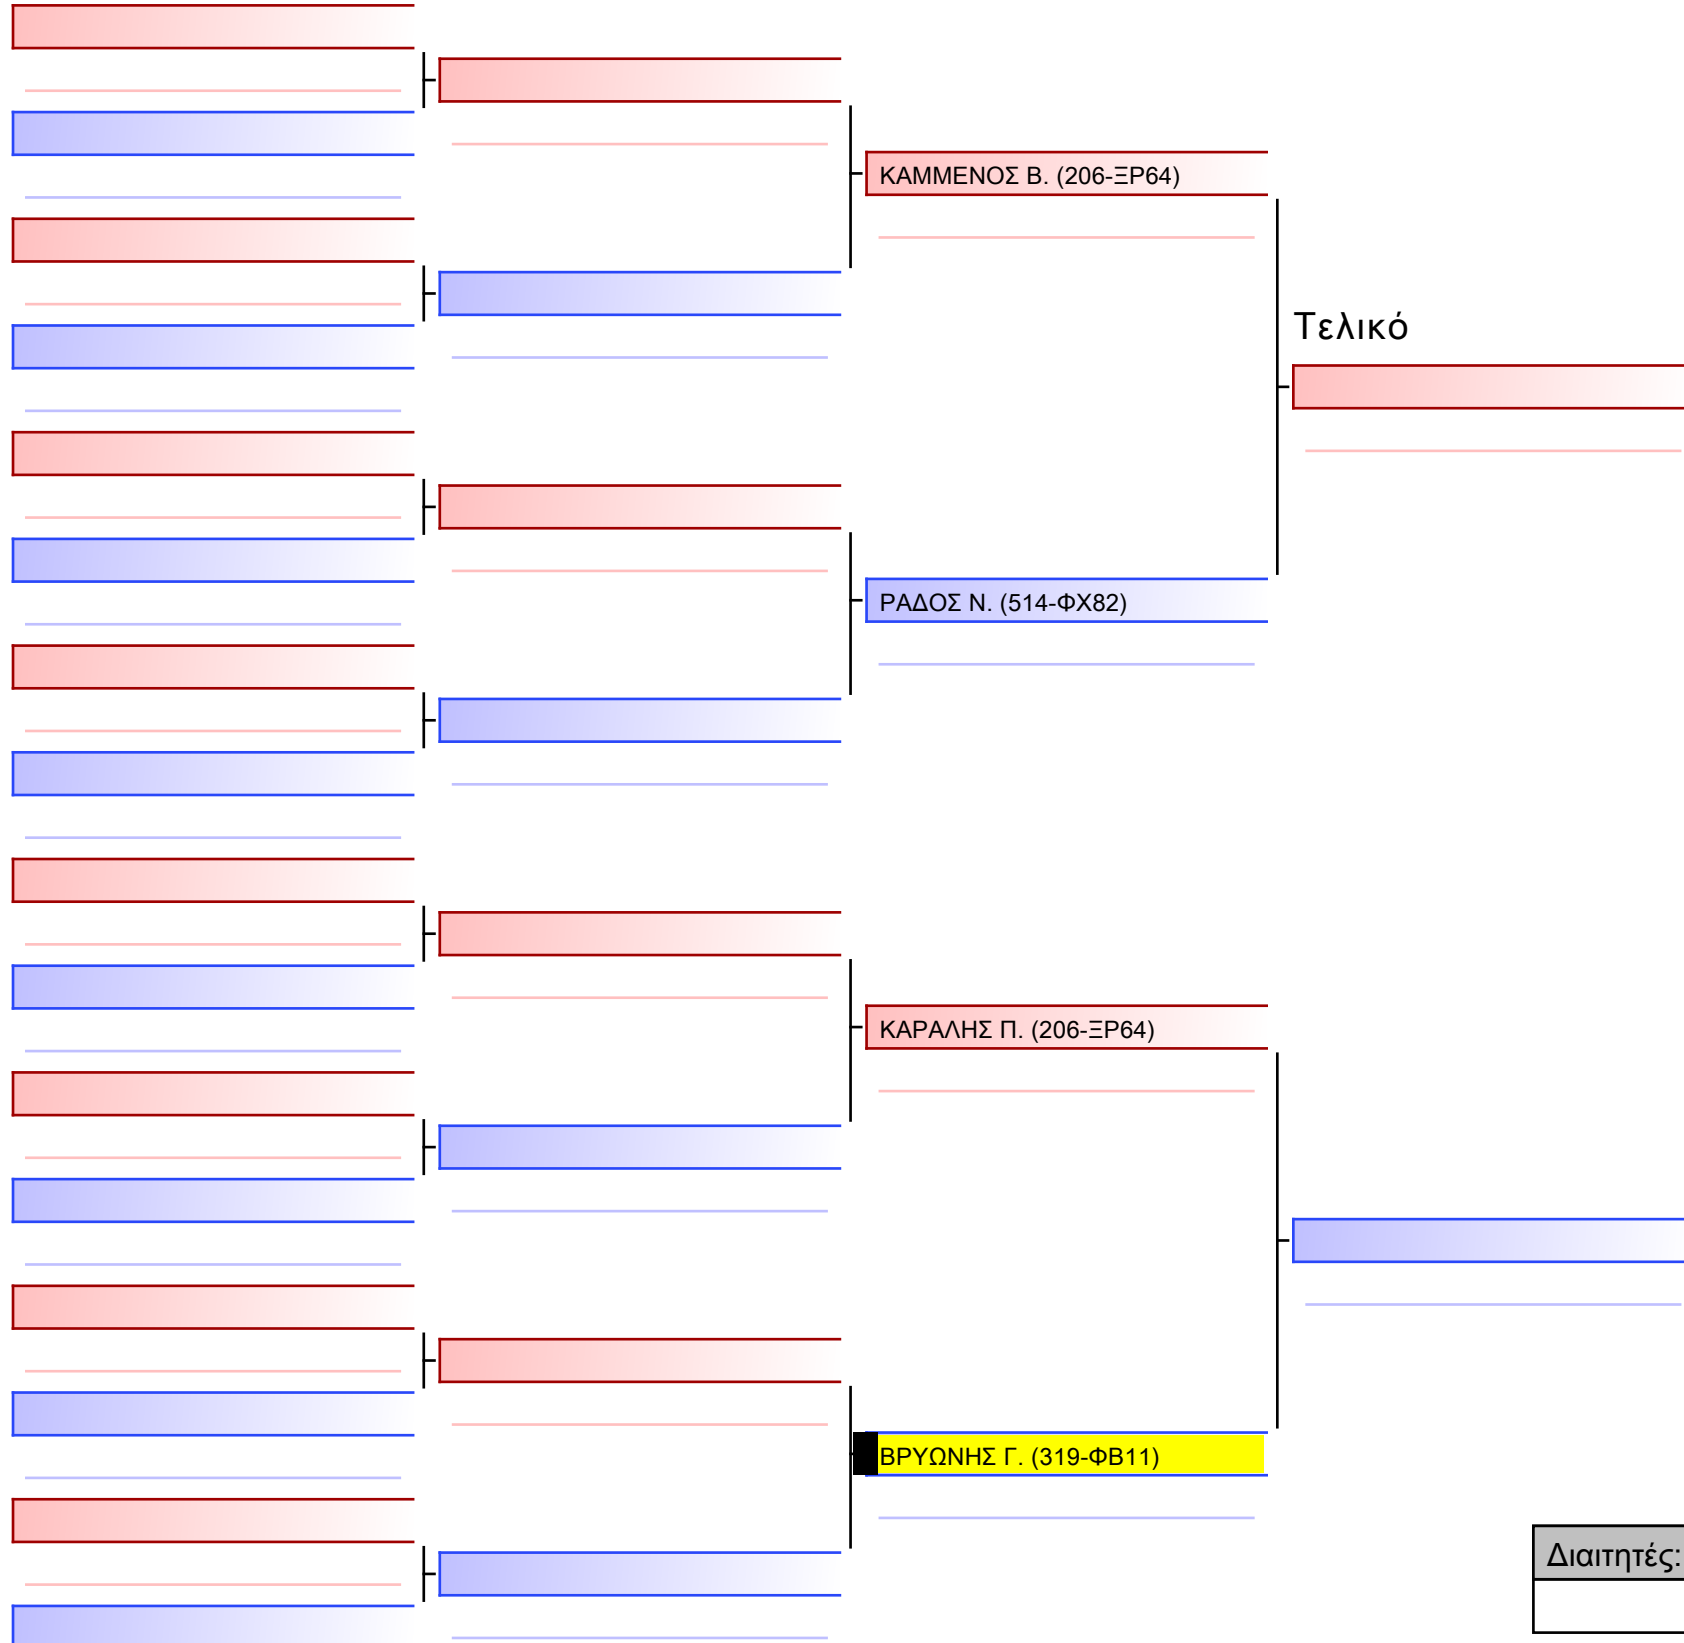 ΚΑΜΜΕΝΟΣ Β. (206-ΞΡ64)
Τελικό
ΡΑΔΟΣ Ν. (514-ΦΧ82)
ΚΑΡΑΛΗΣ Π. (206-ΞΡ64)
ΒΡΥΩΝΗΣ Γ. (319-ΦΒ11)
Διαιτητές: